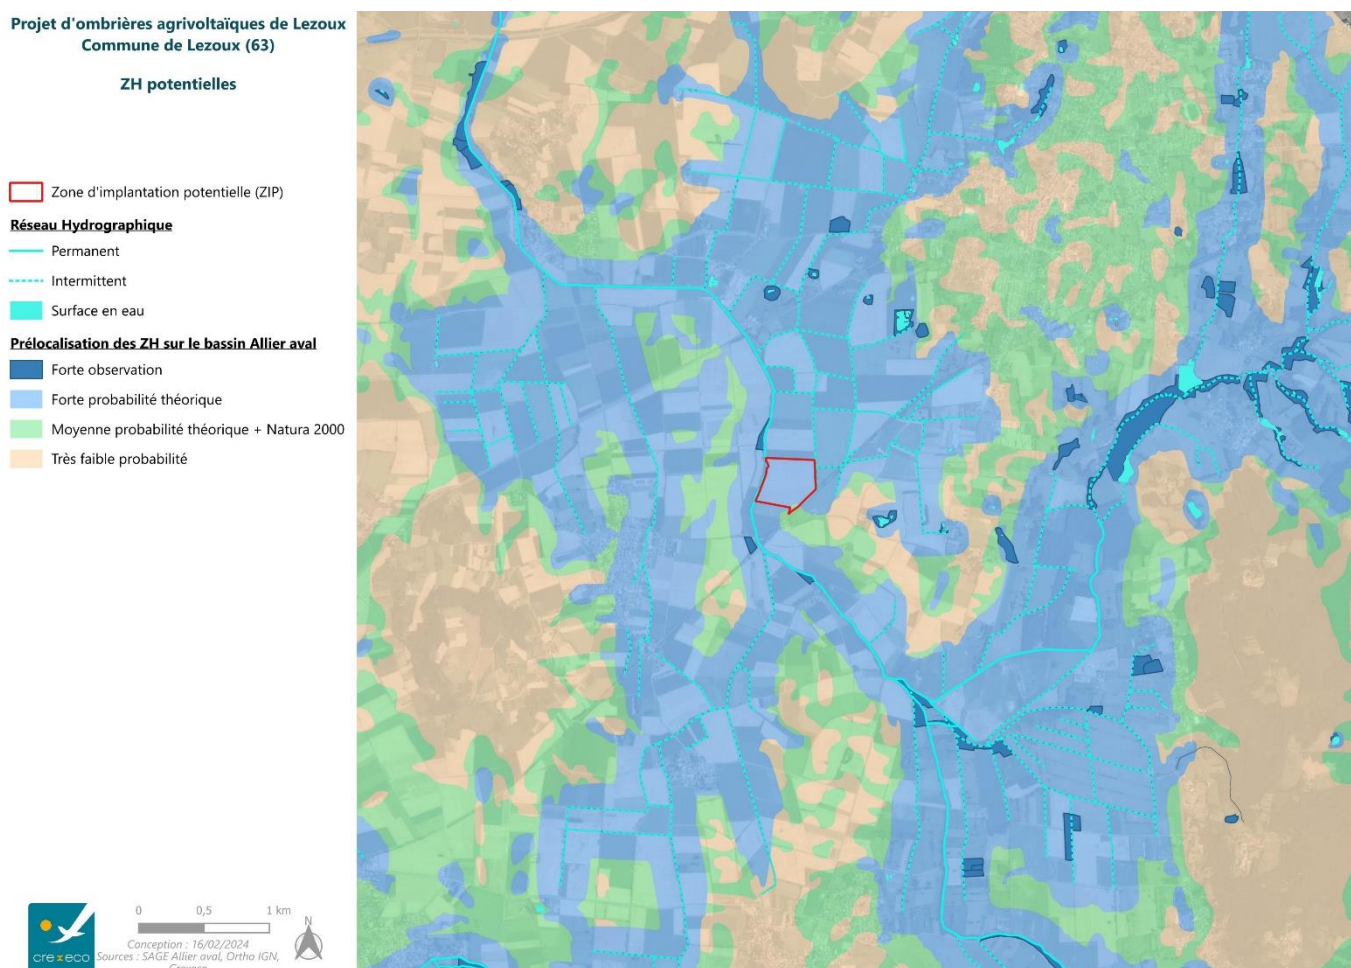 Projet d'ombrières agrivoltaïques de Lezoux
Commune de Lezoux (63)
ZH potentielles
Zone d'implantation potentielle (ZIP)
Réseau Hydrographique
Permanent
Intermittent
Surface en eau
Prélocalisation des ZH sur le bassin Allier aval
Forte observation
Forte probabilité théorique
Moyenne probabilité théorique + Natura 2000
Très faible probabilité
0 0,5 1 km
N
Conception : 16/02/2024
Sources : SAGE Allier aval, Ortho IGN,
crexeco